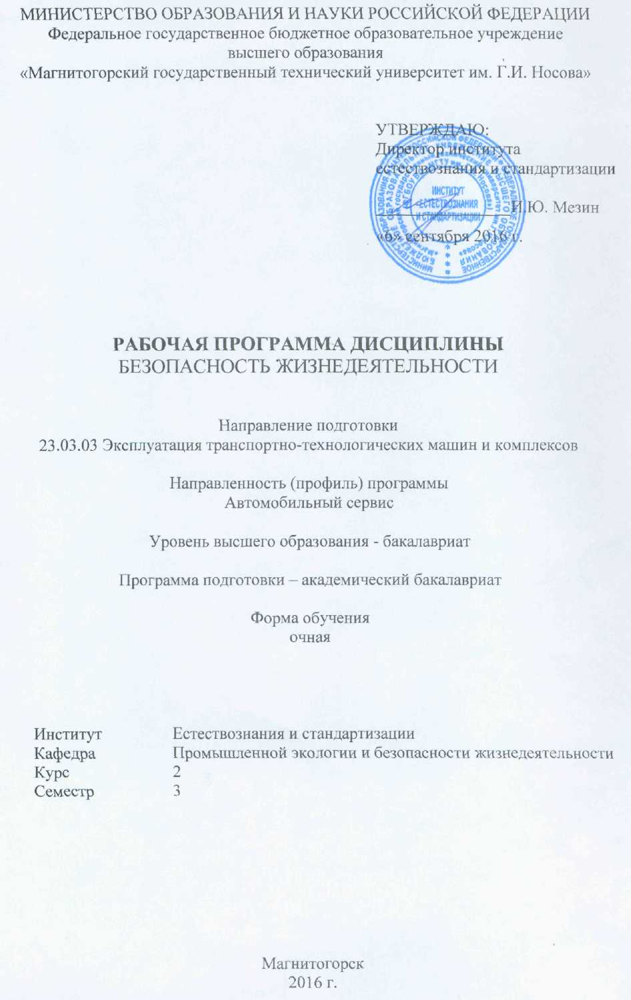 МИНИСТЕРСТВО ОБРАЗОВАНИЯ И НАУКИ РОССИЙСКОЙ ФЕДЕРАЦИИ
Федеральное государственное бюджетное образовательное учреждение
высшего образования
«Магнитогорский государственный технический университет им. Г.И. Носова»
УТВЕРЖДАЮ:
Директор института
естествознания и стандартизации
И.Ю. Мезин
«6» сентября 2016 г.
ИНСТИТУТ
ЕСТЕСТВОЗНАНИЯ
И СТАНДАРТИЗАЦИИ
РАБОЧАЯ ПРОГРАММА ДИСЦИПЛИНЫ
БЕЗОПАСНОСТЬ ЖИЗНЕДЕЯТЕЛЬНОСТИ
Направление подготовки
23.03.03 Эксплуатация транспортно-технологических машин и комплексов
Направленность (профиль) программы
Автомобильный сервис
Уровень высшего образования - бакалавриат
Программа подготовки – академический бакалавриат
Форма обучения
очная
Институт Естествознания и стандартизации
Кафедра Промышленной экологии и безопасности жизнедеятельности
Курс 2
Семестр 3
Магнитогорск
2016 г.